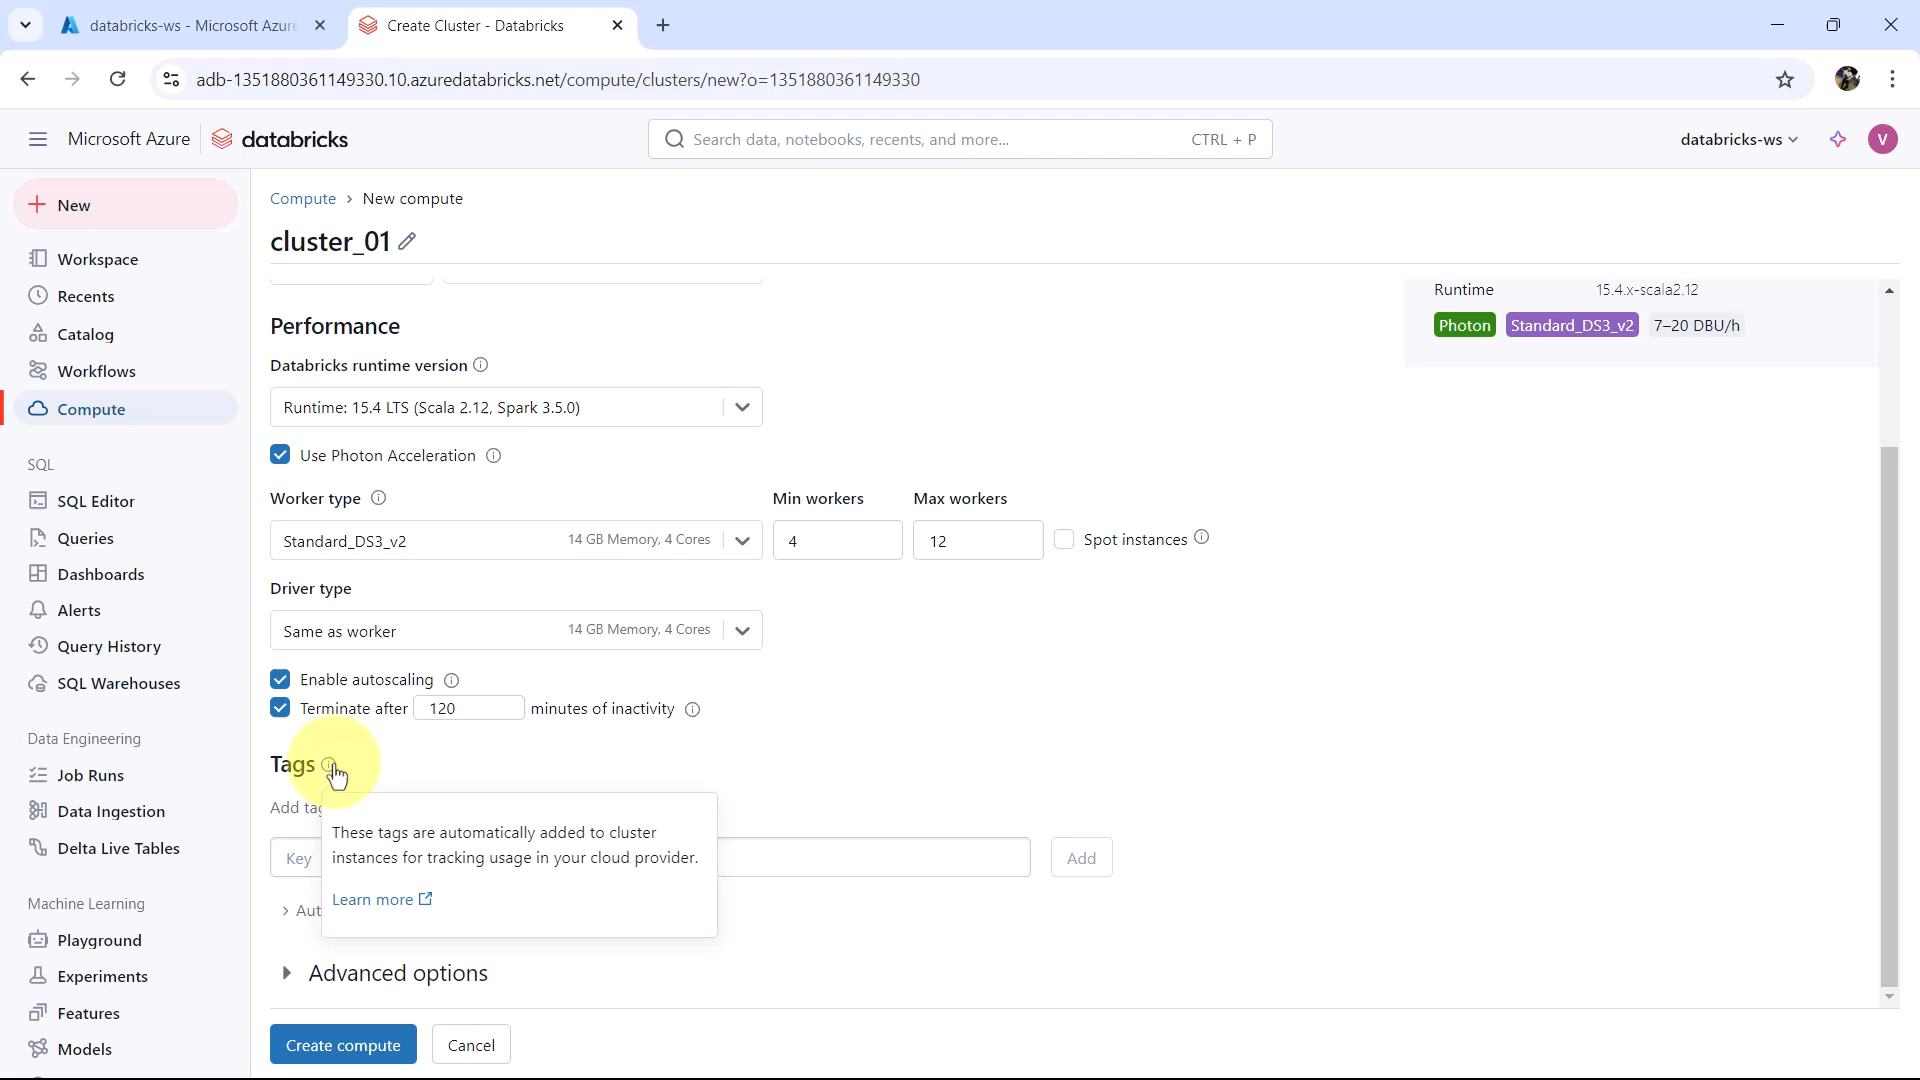 databricks-ws - Microsoft Azure
Create Cluster - Databricks
adb-1351880361149330.10.azuredatabricks.net/compute/clusters/new?o=1351880361149330
Microsoft Azure
databricks
Search data, notebooks, recents, and more...
CTRL + P
databricks-ws
V
New
Workspace
Recents
Catalog
Workflows
Compute
SQL
SQL Editor
Queries
Dashboards
Alerts
Query History
SQL Warehouses
Data Engineering
Job Runs
Data Ingestion
Delta Live Tables
Machine Learning
Playground
Experiments
Features
Models
Compute > New compute
cluster_01
Runtime 15.4.x-scala2.12
Photon Standard_DS3_v2 7–20 DBU/h
Performance
Databricks runtime version
Runtime: 15.4 LTS (Scala 2.12, Spark 3.5.0)
Use Photon Acceleration
Worker type Min workers Max workers
Standard_DS3_v2 14 GB Memory, 4 Cores 4 12 Spot instances
Driver type
Same as worker 14 GB Memory, 4 Cores
Enable autoscaling
Terminate after 120 minutes of inactivity
Tags
Add
These tags are automatically added to cluster
instances for tracking usage in your cloud provider.
Key
Add
Learn more
Advanced options
Create compute Cancel